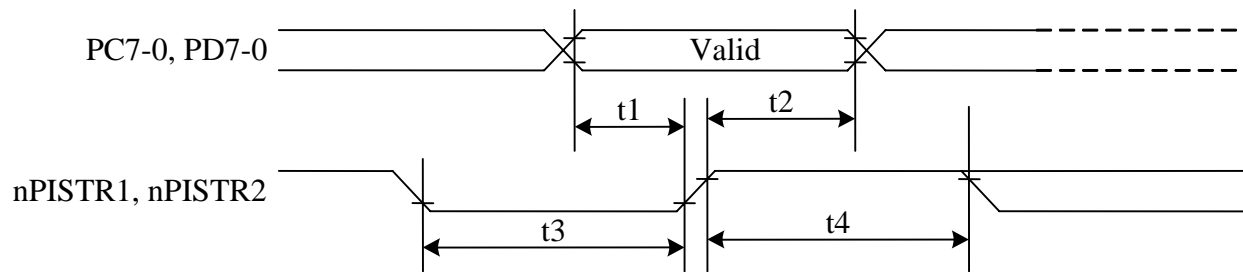 PC7-0, PD7-0
Valid
t1
t2
nPISTR1, nPISTR2
t3
t4